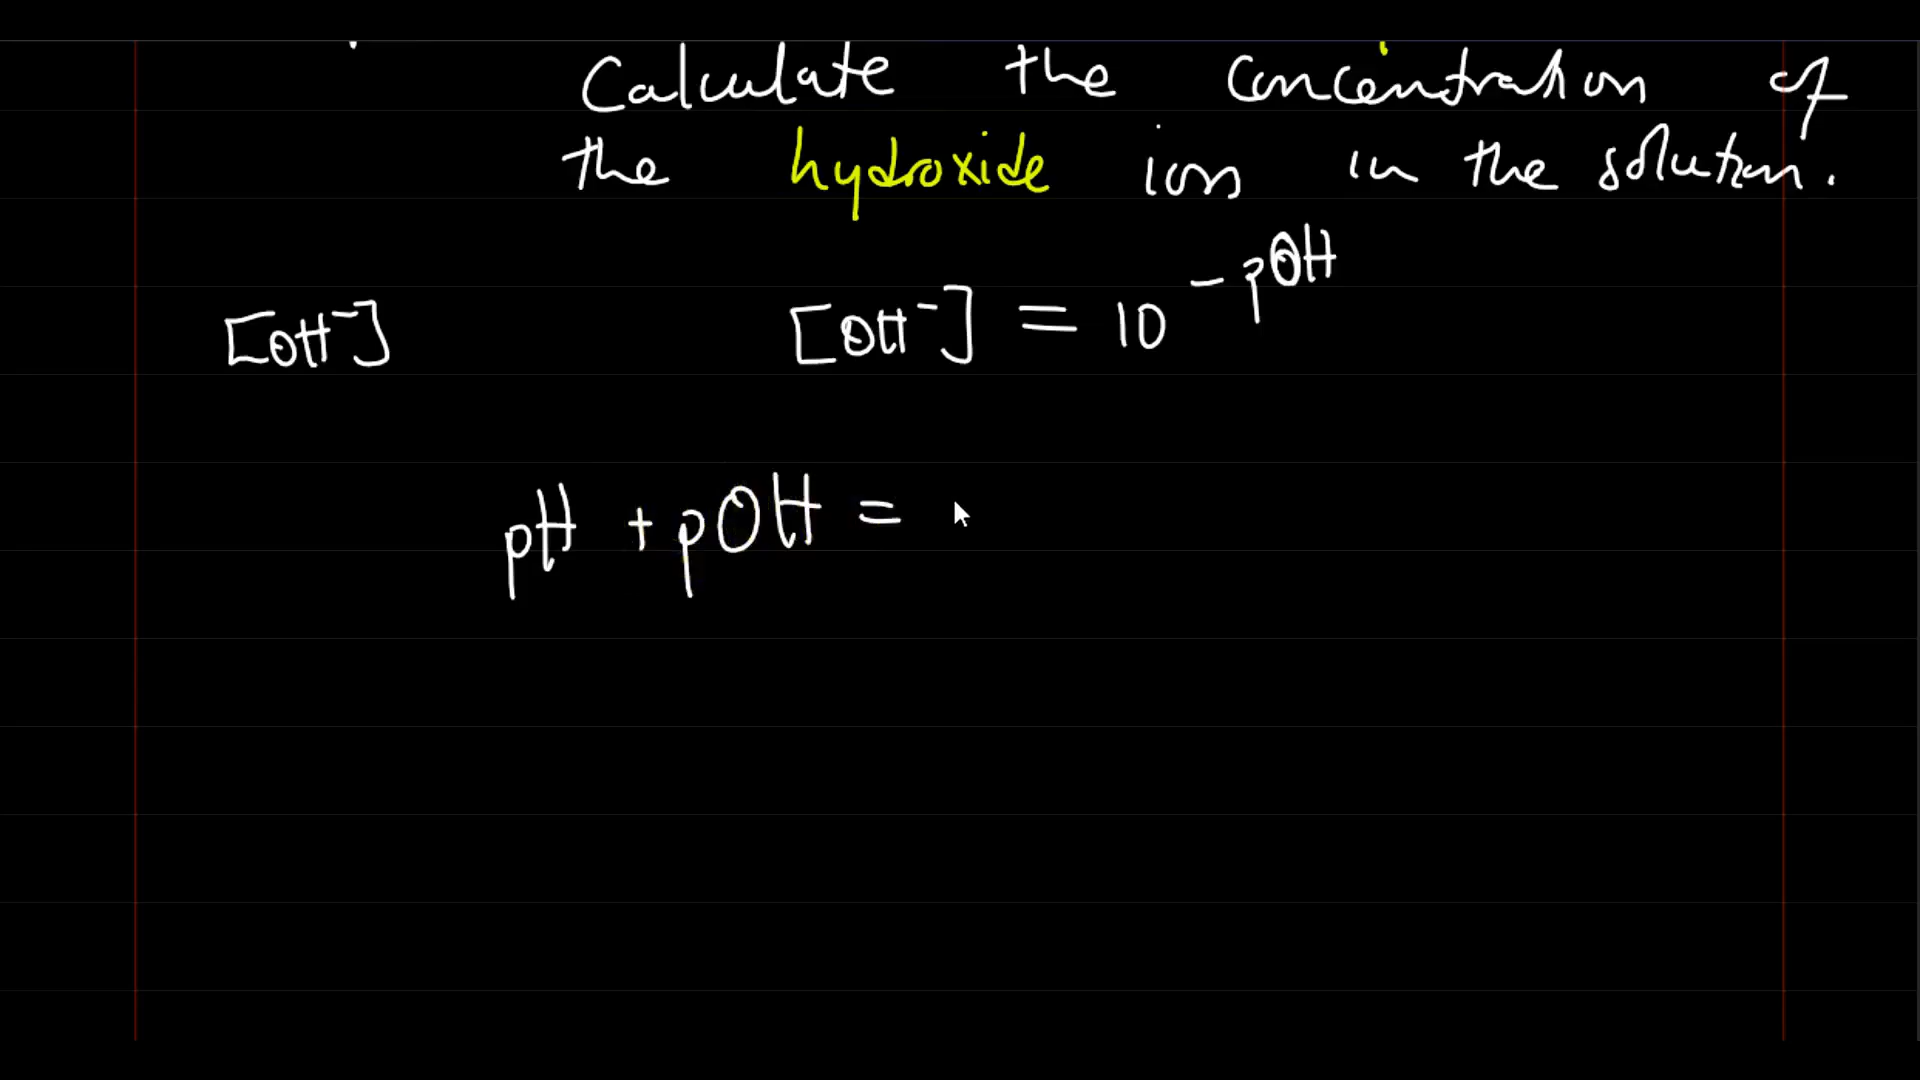 Calculate the concentration of
the hydroxide ion in the solution.
[OH⁻] [OH⁻] = 10^-pOH
pH + pOH =